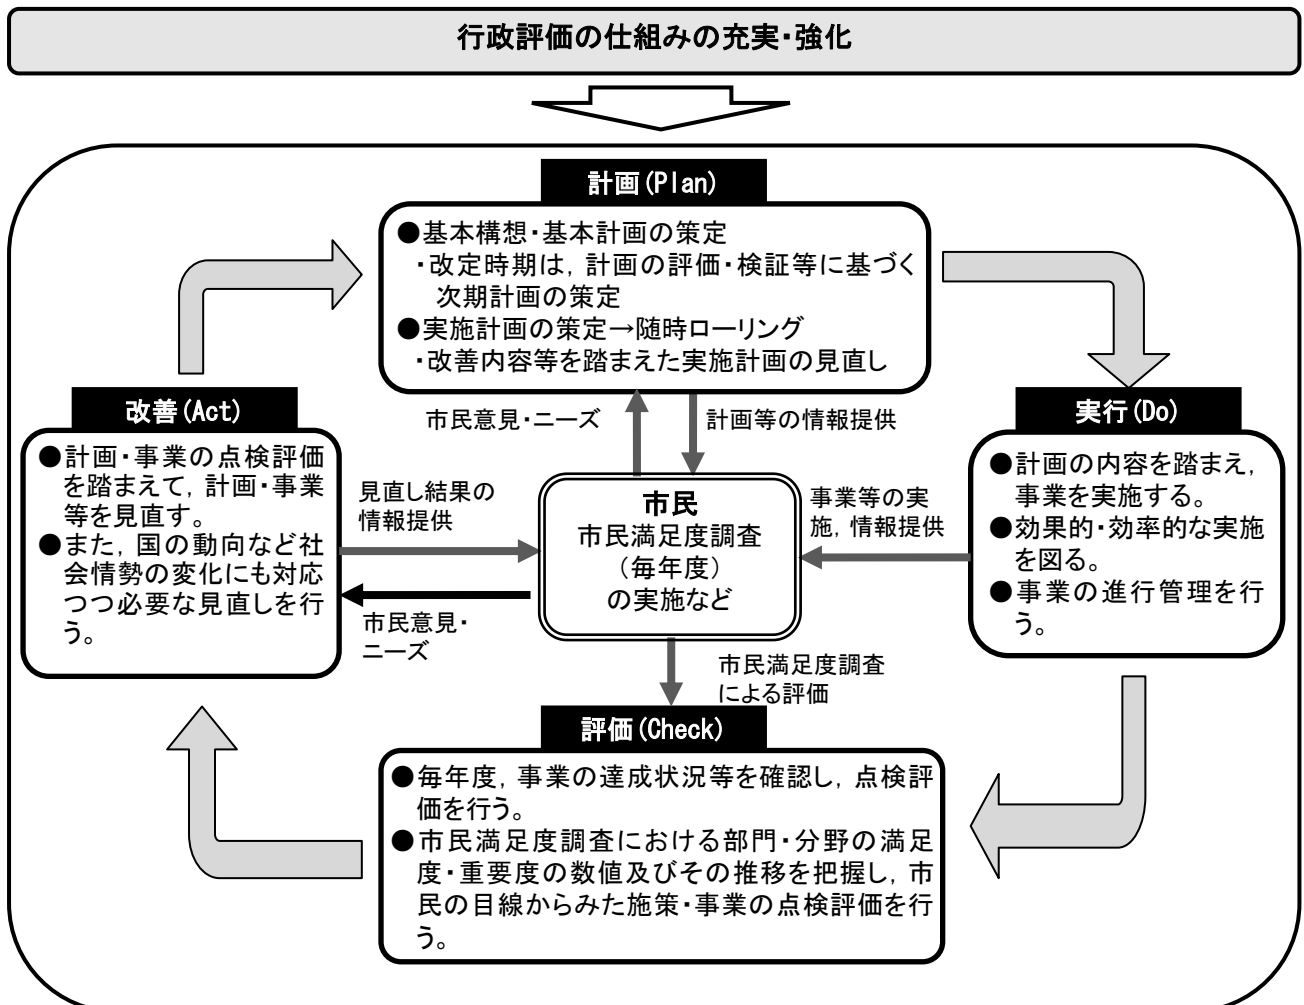 行政評価の仕組みの充実・強化
計画(Plan)
●基本構想・基本計画の策定
・改定時期は，計画の評価・検証等に基づく
次期計画の策定
●実施計画の策定→随時ローリング
・改善内容等を踏まえた実施計画の見直し
市民意見・ニーズ
計画等の情報提供
改善(Act)
●計画・事業の点検評価
を踏まえて，計画・事業
等を見直す。
●また，国の動向など社
会情勢の変化にも対応
つつ必要な見直しを行
う。
見直し結果の
情報提供
市民意見・
ニーズ
市民
市民満足度調査
（毎年度）
の実施など
事業等の実
施，情報提供
実行(Do)
●計画の内容を踏まえ，
事業を実施する。
●効果的・効率的な実施
を図る。
●事業の進行管理を行
う。
市民満足度調査
による評価
評価(Check)
●毎年度，事業の達成状況等を確認し，点検評
価を行う。
●市民満足度調査における部門・分野の満足
度・重要度の数値及びその推移を把握し，市
民の目線からみた施策・事業の点検評価を行
う。